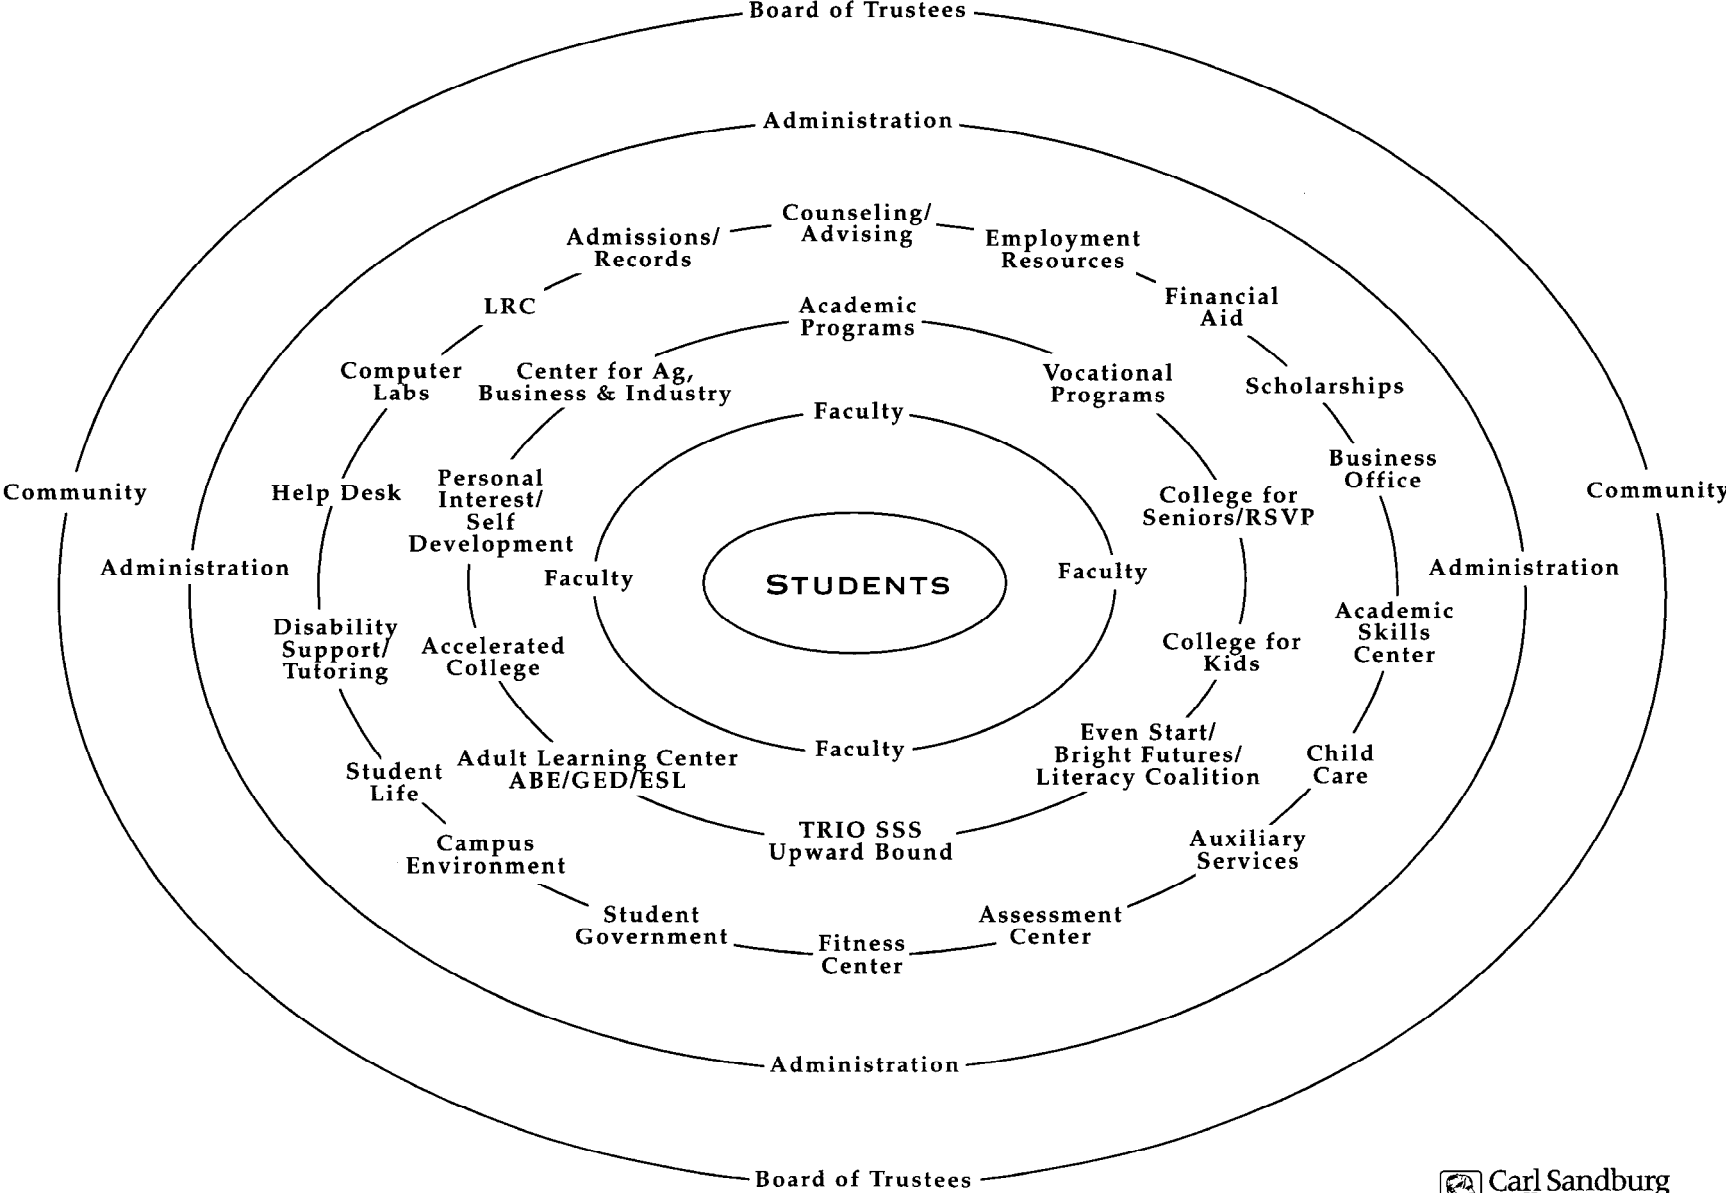 Board of Trustees
Administration
Counseling/
Advising
Admissions/
Records
Employment
Resources
LRC
Financial
Aid
Academic
Programs
Computer
Labs
Center for Ag,
Business & Industry
Vocational
Programs
Scholarships
Faculty
Community
Help Desk
Personal
Interest/
Self
Development
College for
Seniors/RSVP
Business
Office
Community
Administration
Faculty
STUDENTS
Faculty
Administration
Disability
Support/
Tutoring
Accelerated
College
College for
Kids
Academic
Skills
Center
Faculty
Student
Life
Adult Learning Center
ABE/GED/ESL
Even Start/
Bright Futures/
Literacy Coalition
Child
Care
TRIO SSS
Upward Bound
Campus
Environment
Auxiliary
Services
Student
Government
Fitness
Center
Assessment
Center
Administration
Board of Trustees
Carl Sandburg